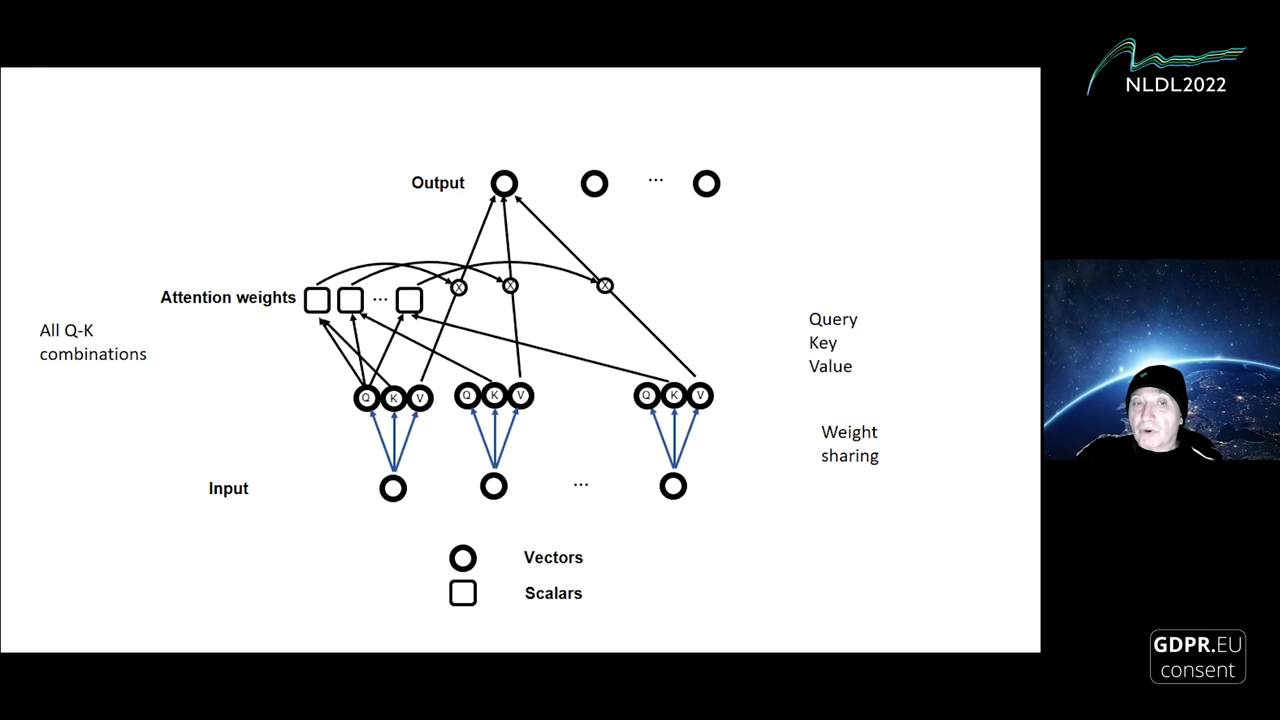 NLDL2022
Output
...
Attention weights
...
X X X
All Q-K
combinations
Query
Key
Value
Q K V Q K V Q K V
Weight
sharing
Input
...
Vectors
Scalars
GDPR.EU
consent